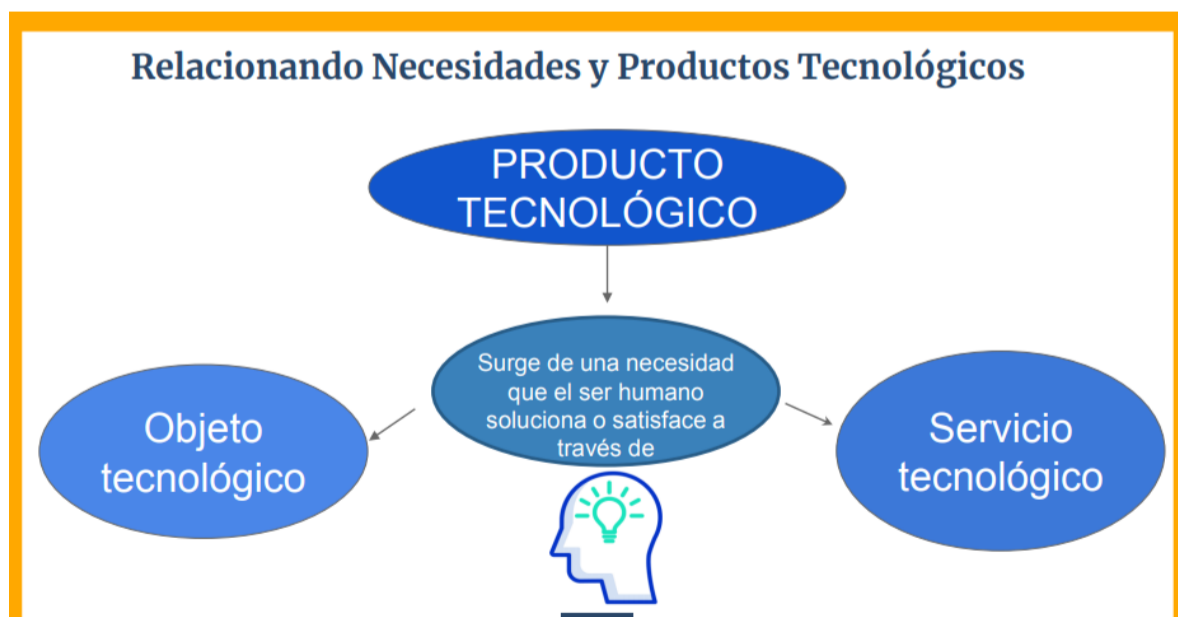 Relacionando Necesidades y Productos Tecnológicos
PRODUCTO
TECNOLÓGICO
Surge de una necesidad
que el ser humano
soluciona o satisface a
través de
Objeto
tecnológico
Servicio
tecnológico